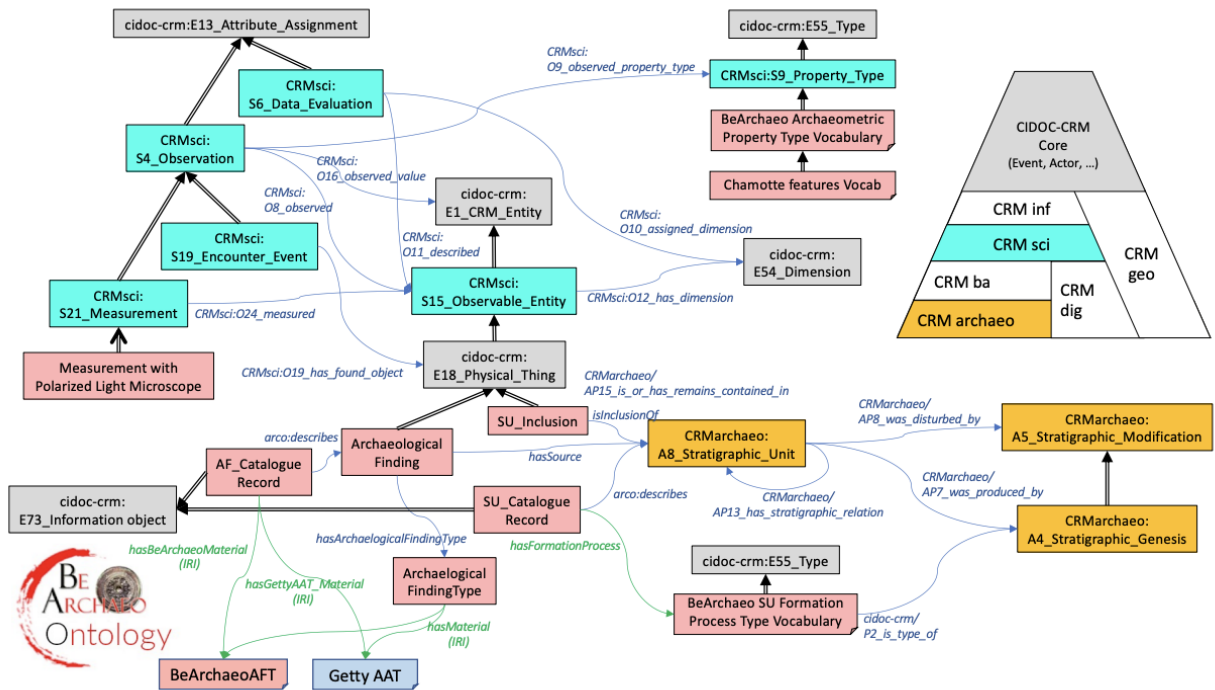 cidoc-crm:E13_Attribute_Assignment
cidoc-crm:E55_Type
CRMsci:
O9_observed_property_type
CRMsci:
S6_Data_Evaluation
CRMsci:S9_Property_Type
BeArchaeo Archaeometric
Property Type Vocabulary
Chamotte features Vocab
CRMsci:
S4_Observation
CRMsci:
O16_observed_value
CRMsci:
O8_observed
cidoc-crm:
E1_CRM_Entity
CRMsci:
O11_described
CRMsci:
O10_assigned_dimension
CRMsci:
S19_Encounter_Event
CRMsci:
S15_Observable_Entity
cidoc-crm:
E54_Dimension
CRMsci:O12_has_dimension
CRMsci:
S21_Measurement
CRMsci:O24_measured
Measurement with
Polarized Light Microscope
CRMsci:O19_has_found_object
cidoc-crm:
E18_Physical_Thing
CIDOC-CRM
Core
(Event, Actor, ...)
CRM inf
CRM sci
CRM ba
CRM archaeo
CRM
dig
CRM
geo
SU_Inclusion
CRMarchaeo/
AP15_is_or_has_remains_contained_in
isInclusionOf
arco:describes
Archaeological
Finding
hasSource
CRMarchaeo:
A8_Stratigraphic_Unit
CRMarchaeo/
AP8_was_disturbed_by
CRMarchaeo:
A5_Stratigraphic_Modification
AF_Catalogue
Record
cidoc-crm:
E73_Information object
SU_Catalogue
Record
arco:describes
CRMarchaeo/
AP13_has_stratigraphic_relation
CRMarchaeo/
AP7_was_produced_by
CRMarchaeo:
A4_Stratigraphic_Genesis
hasArchaelogicalFindingType
hasFormationProcess
hasBeArchaeoMaterial
(IRI)
hasGettyAAT_Material
(IRI)
Archaelogical
FindingType
hasMaterial
(IRI)
cidoc-crm:E55_Type
BeArchaeo SU Formation
Process Type Vocabulary
cidoc-crm/
P2_is_type_of
BE
ARCHAEO
Ontology
BeArchaeoAFT
Getty AAT